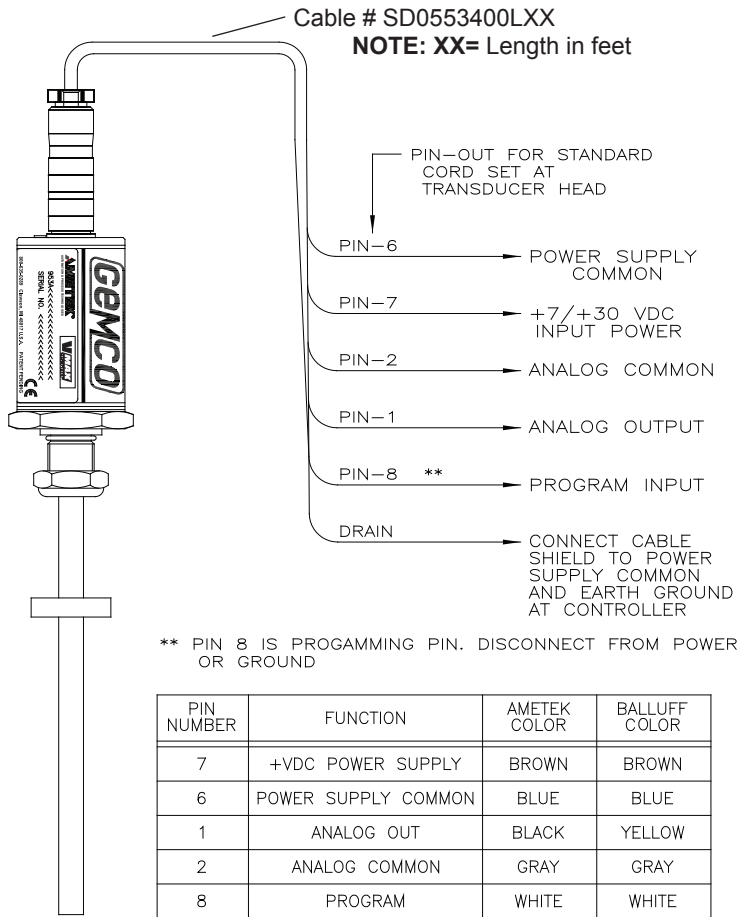 Cable # SD0553400LXX
NOTE: XX= Length in feet
PIN-OUT FOR STANDARD
CORD SET AT
TRANSDUCER HEAD
PIN-6
POWER SUPPLY
COMMON
PIN-7
+7/+30 VDC
INPUT POWER
PIN-2
ANALOG COMMON
PIN-1
ANALOG OUTPUT
PIN-8 **
PROGRAM INPUT
DRAIN
CONNECT CABLE
SHIELD TO POWER
SUPPLY COMMON
AND EARTH GROUND
AT CONTROLLER
GEMCO
AMETEK
953A<<<<<<<<<<<<<<<<
SERIAL NO. <<<<<<<<<<<<
CE
** PIN 8 IS PROGAMMING PIN. DISCONNECT FROM POWER
OR GROUND
PIN NUMBER FUNCTION AMETEK COLOR BALLUFF COLOR
7 +VDC POWER SUPPLY BROWN BROWN
6 POWER SUPPLY COMMON BLUE BLUE
1 ANALOG OUT BLACK YELLOW
2 ANALOG COMMON GRAY GRAY
8 PROGRAM WHITE WHITE